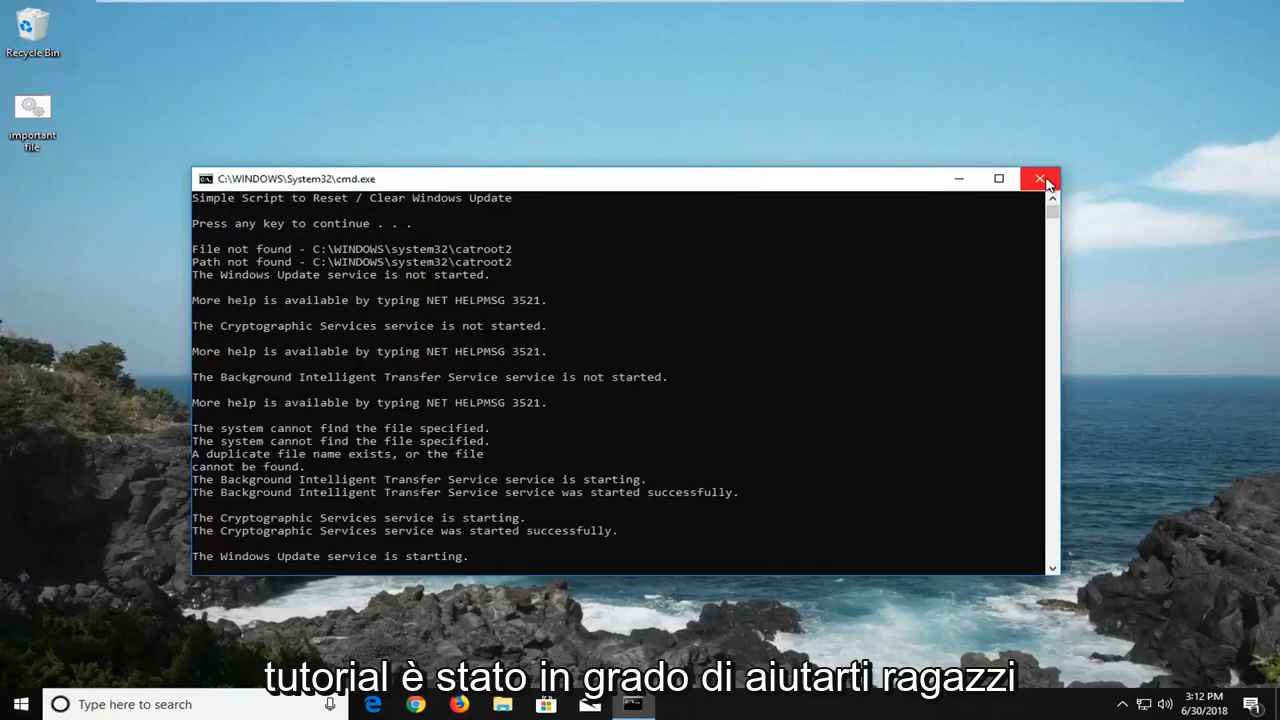 Recycle Bin
important
file
C:\WINDOWS\System32\cmd.exe
Simple Script to Reset / Clear Windows Update
Press any key to continue . . .
File not found - C:\WINDOWS\system32\catroot2
Path not found - C:\WINDOWS\system32\catroot2
The Windows Update service is not started.
More help is available by typing NET HELPMSG 3521.
The Cryptographic Services service is not started.
More help is available by typing NET HELPMSG 3521.
The Background Intelligent Transfer Service service is not started.
More help is available by typing NET HELPMSG 3521.
The system cannot find the file specified.
The system cannot find the file specified.
A duplicate file name exists, or the file
cannot be found.
The Background Intelligent Transfer Service service is starting.
The Background Intelligent Transfer Service service was started successfully.
The Cryptographic Services service is starting.
The Cryptographic Services service was started successfully.
The Windows Update service is starting.
tutorial è stato in grado di aiutarti ragazzi
Type here to search
3:12 PM
6/30/2018
1